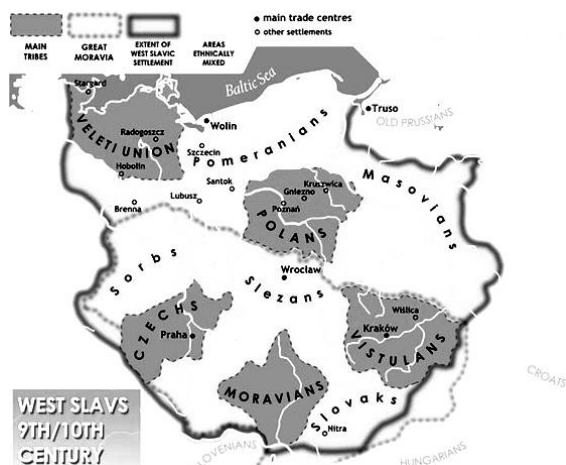 MAIN TRIBES
GREAT MORAVIA
EXTENT OF WEST SLAVIC SETTLEMENT
AREAS ETHNICALLY MIXED
main trade centres
other settlements
Baltic Sea
Stargard
Truso
OLD PRUSSIANS
Wolin
VELETI UNION
Radogoszcz
Pomeranians
Szczecin
Hobolin
Santok
Kruszwica
Masovians
Gniezno
Lubusz
Brenna
Poznań
POLANS
Sorbs
Wrocław
Slezans
CZECHS
Praha
Wiślica
Kraków
VISTULANS
MORAVIANS
CROATS
Slovaks
Nitra
WEST SLAVS
9TH/10TH
CENTURY
HUNGARIANS